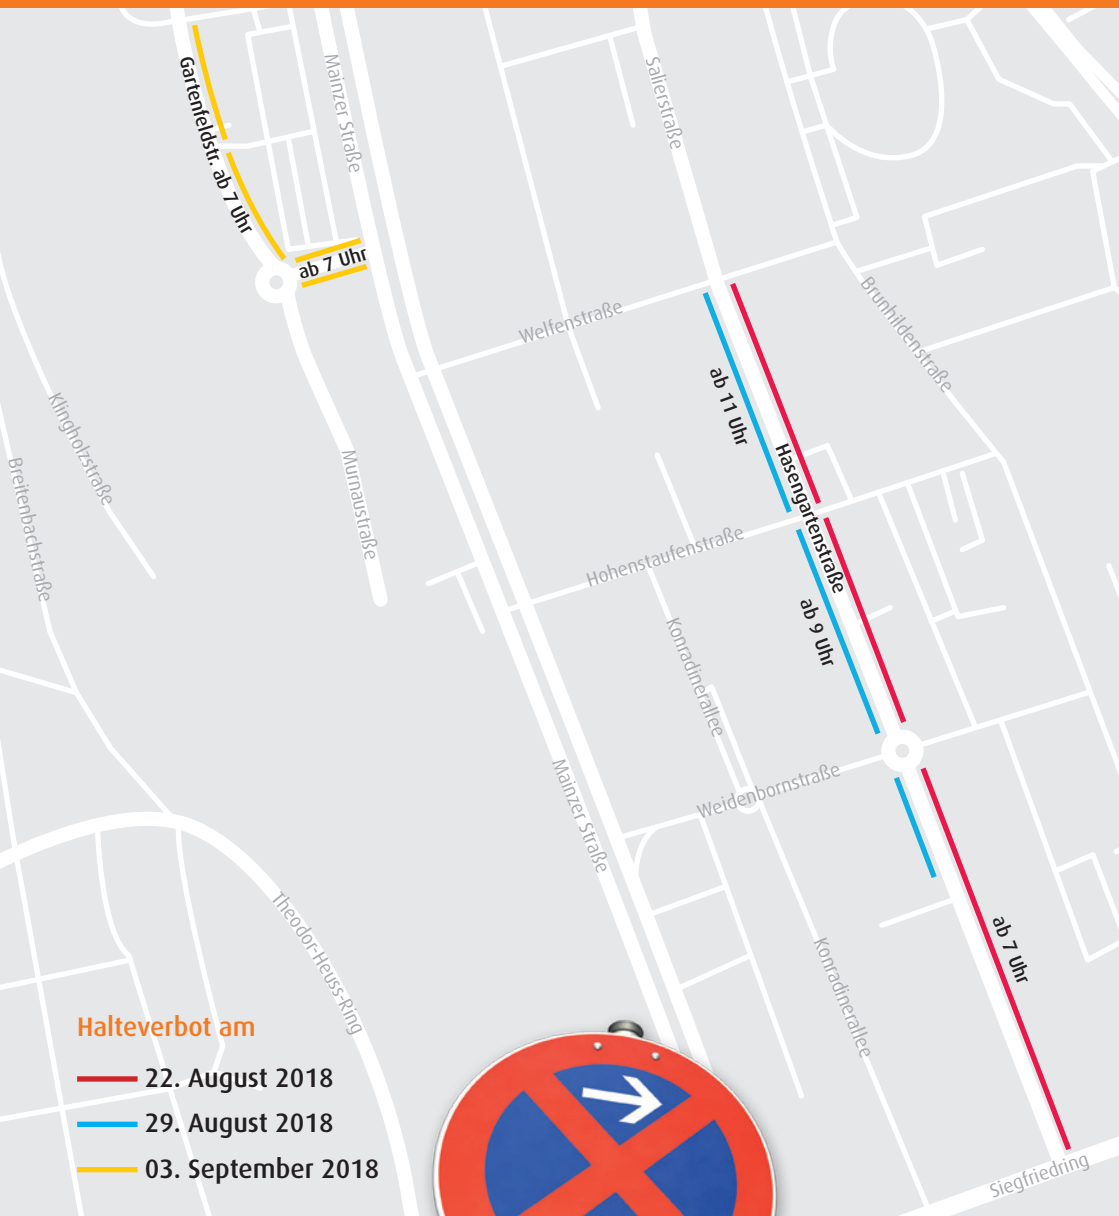 Gartenfeldstr. ab 7 Uhr
Mainzer Straße
Salierstraße
ab 7 Uhr
Welfenstraße
Brunhildenstraße
ab 11 Uhr
Klingholzstraße
Breitenbachstraße
Murnaustraße
Hasengartenstraße
Hohenstaufenstraße
ab 9 Uhr
Konradinerallee
Mainzer Straße
Weidenbornstraße
Theodor-Heuss-Ring
Konradinerallee
ab 7 Uhr
Siegfriedring
Halteverbot am
22. August 2018
29. August 2018
03. September 2018